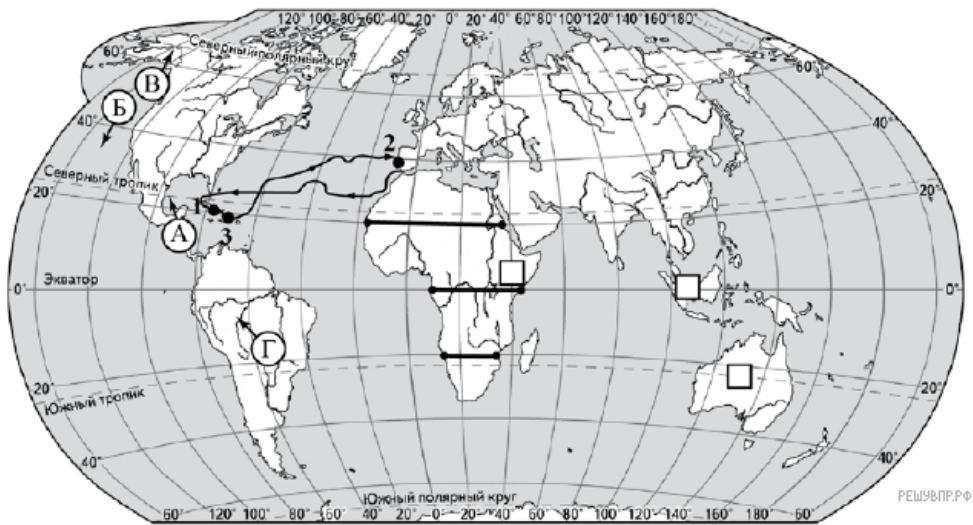 120° 100° 80° 60° 40° 20° 0° 20° 40° 60° 80° 100° 120° 140° 160° 180°
60° Северный полярный круг 60°
В
Б
40° 2 40°
Северный тропик
20° 1 20°
А 3
Экватор
0° 0°
Г
20° 20°
Южный тропик
40° 40°
РЕШУВПР.РФ
Южный полярный круг
60° 120° 100° 80° 60° 40° 20° 0° 20° 40° 60° 80° 100° 120° 140° 160° 180° 60°